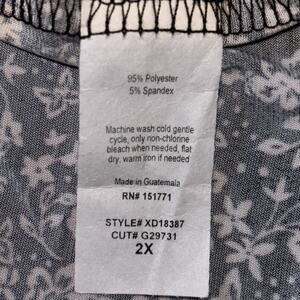 95% Polyester
5% Spandex
Machine wash cold gentle
cycle, only non-chlorine
bleach when needed, flat
dry, warm iron if needed
Made in Guatemala
RN# 151771
STYLE# XD18387
CUT# G29731
2X